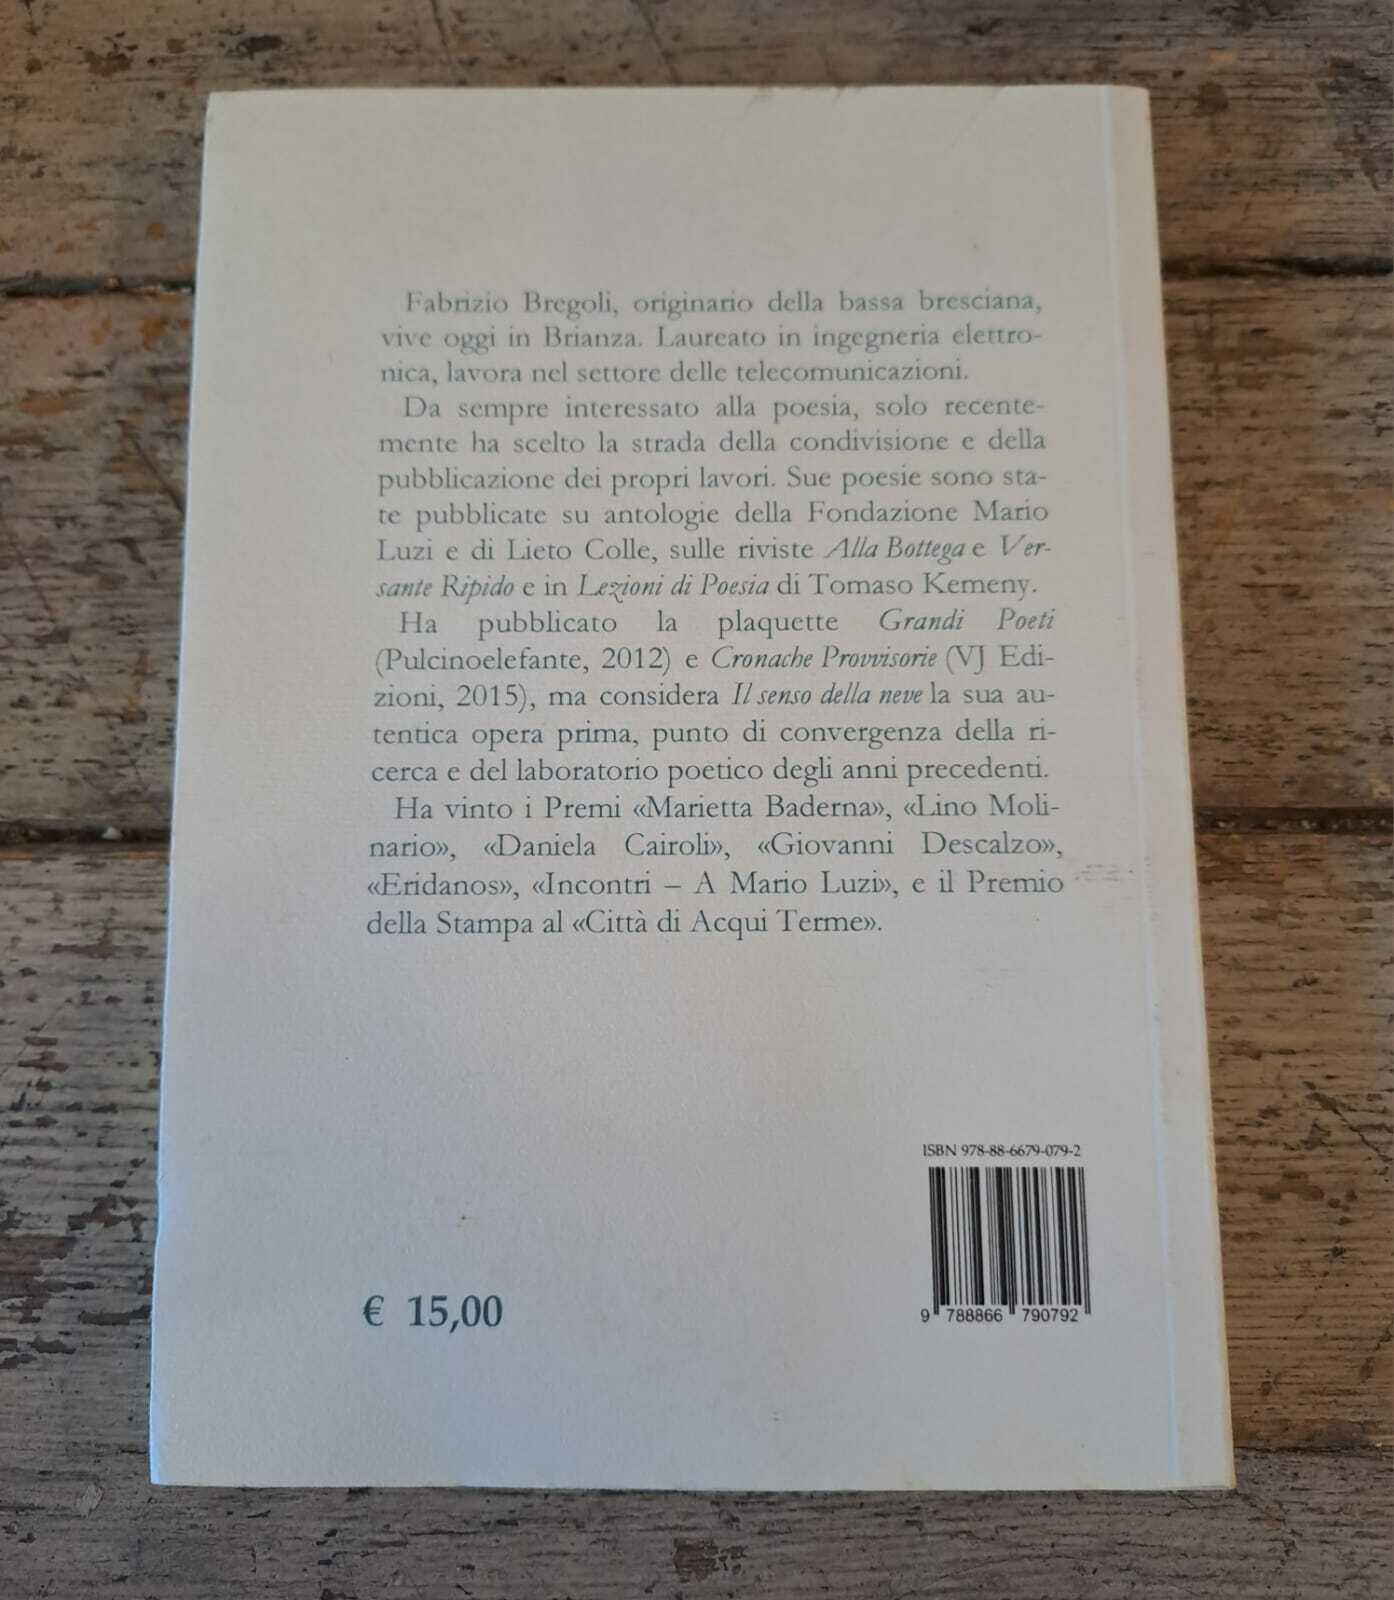 Fabrizio Bregoli, originario della bassa bresciana,
vive oggi in Brianza. Laureato in ingegneria elettro-
nica, lavora nel settore delle telecomunicazioni.
Da sempre interessato alla poesia, solo recente-
mente ha scelto la strada della condivisione e della
pubblicazione dei propri lavori. Sue poesie sono sta-
te pubblicate su antologie della Fondazione Mario
Luzi e di Lieto Colle, sulle riviste Alla Bottega e Ver-
sante Ripido e in Lezioni di Poesia di Tomaso Kemeny.
Ha pubblicato la plaquette Grandi Poeti
(Pulcinoelefante, 2012) e Cronache Provvisorie (VJ Edi-
zioni, 2015), ma considera Il senso della neve la sua au-
tentica opera prima, punto di convergenza della ri-
cerca e del laboratorio poetico degli anni precedenti.
Ha vinto i Premi «Marietta Baderna», «Lino Moli-
nario», «Daniela Cairoli», «Giovanni Descalzo»,
«Eridanos», «Incontri – A Mario Luzi», e il Premio
della Stampa al «Città di Acqui Terme».
ISBN 978-88-6679-079-2
9 788866 790792
€ 15,00